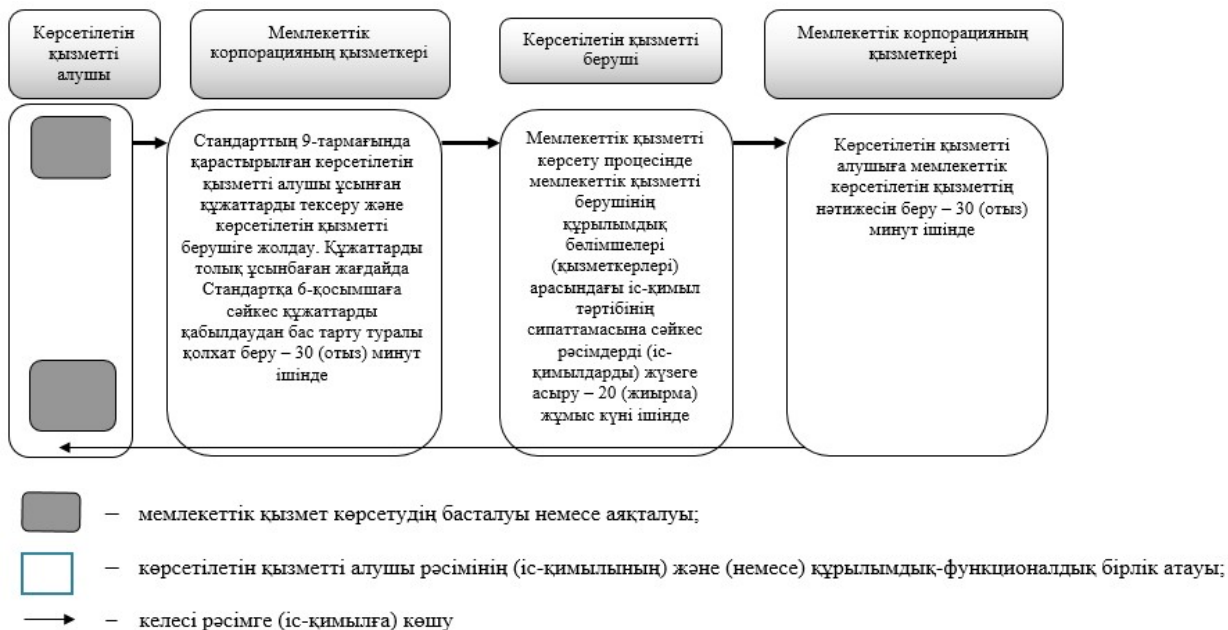 Көрсетілетін
қызметті
алушы
Мемлекеттік
корпорацияның қызметкері
Көрсетілетін қызметті
беруші
Мемлекеттік корпорацияның
қызметкері
Стандарттың 9-тармағында
қарастырылған көрсетілетін
қызметті алушы ұсынған
құжаттарды тексеру және
көрсетілетін қызметті
берушіге жолдау. Құжаттарды
толық ұсынбаған жағдайда
Стандартқа 6-қосымшаға
сәйкес құжаттарды
қабылдаудан бас тарту туралы
қолхат беру – 30 (отыз) минут
ішінде
Мемлекеттік қызметті
көрсету процесінде
мемлекеттік қызметті
берушінің
құрылымдық
бөлімшелері
(қызметкерлері)
арасындағы іс-қимыл
тәртібінің
сипаттамасына сәйкес
рәсімдерді (іс-
қимылдарды) жүзеге
асыру – 20 (жиырма)
жұмыс күні ішінде
Көрсетілетін қызметті
алушыға мемлекеттік
көрсетілетін қызметтің
нәтижесін беру – 30 (отыз)
минут ішінде
– мемлекеттік қызмет көрсетудің басталуы немесе аяқталуы;
– көрсетілетін қызметті алушы рәсімінің (іс-қимылының) және (немесе) құрылымдық-функционалдық бірлік атауы;
– келесі рәсімге (іс-қимылға) көшу